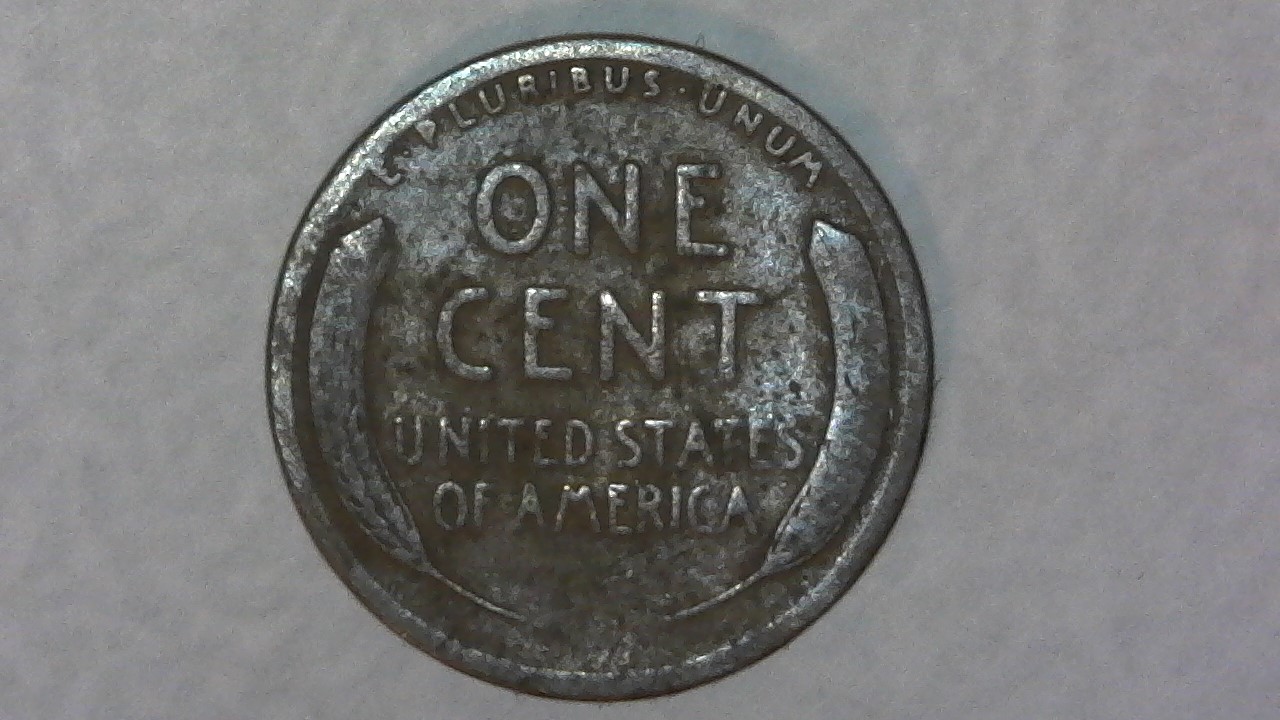 E·PLURIBUS·UNUM
ONE
CENT
UNITED STATES
OF AMERICA